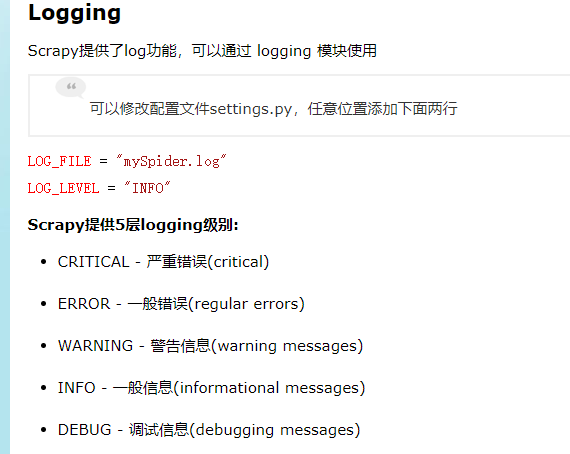 Logging
Scrapy提供了log功能，可以通过 logging 模块使用
可以修改配置文件settings.py，任意位置添加下面两行
LOG_FILE = "mySpider.log"
LOG_LEVEL = "INFO"
Scrapy提供5层logging级别:
• CRITICAL - 严重错误(critical)
• ERROR - 一般错误(regular errors)
• WARNING - 警告信息(warning messages)
• INFO - 一般信息(informational messages)
• DEBUG - 调试信息(debugging messages)